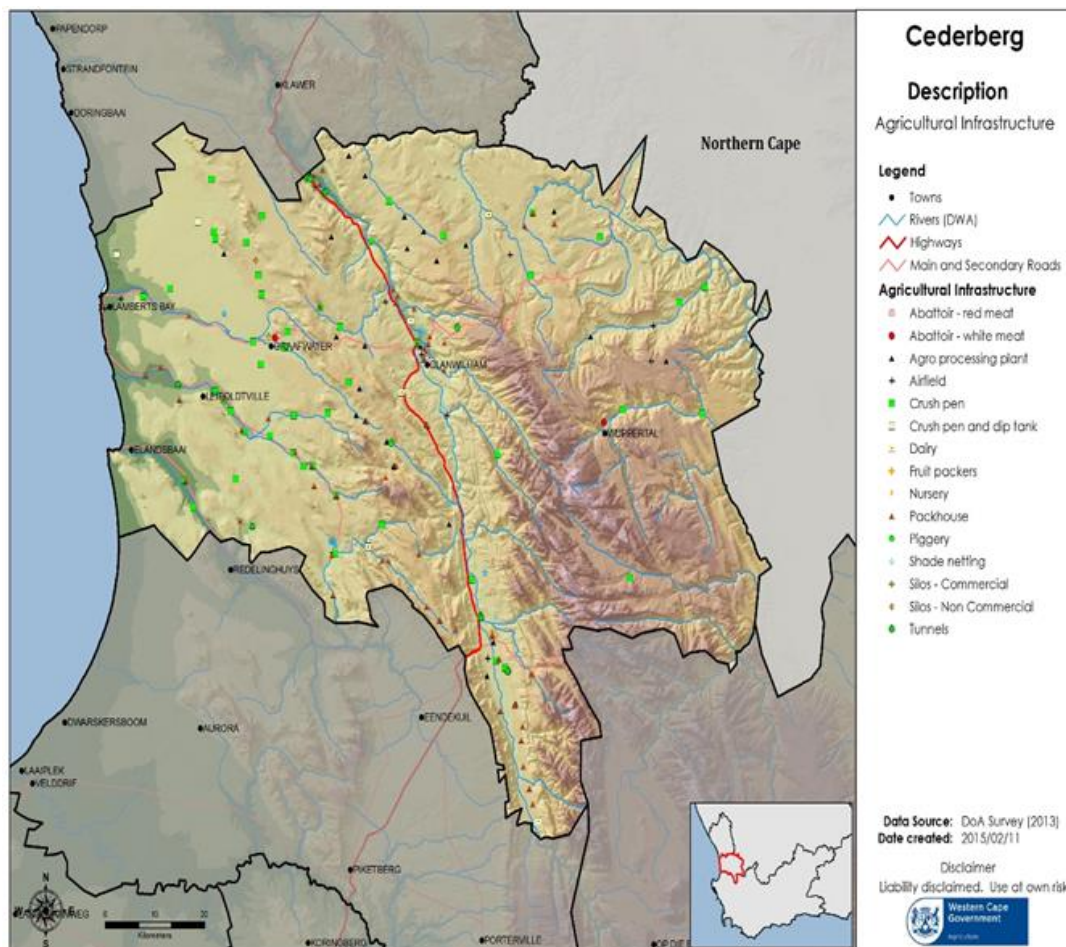 PAPENDORP
STRANDFONTEIN
KLAWER
DORINGBAAI
Northern Cape
LAMBERTS BAY
GRAAFWATER
CLANWILLIAM
LEIPOLDTVILLE
WUPPERTAL
ELANDSBAAI
REDELINGHUYS
DWARSKERSBOOM
AURORA
EENDEKUIL
LAAIPLEK
VELDDRIF
PIKETBERG
KORINGBERG
PORTERVILLE
N
W
E
S
10
20
Kilometers
Cederberg
Description
Agricultural Infrastructure
Legend
Towns
Rivers (DWA)
Highways
Main and Secondary Roads
Agricultural Infrastructure
Abattoir - red meat
Abattoir - white meat
Agro processing plant
Airfield
Crush pen
Crush pen and dip tank
Dairy
Fruit packers
Nursery
Packhouse
Piggery
Shade netting
Silos - Commercial
Silos - Non Commercial
Tunnels
Data Source: DoA Survey (2013)
Date created: 2015/02/11
Disclaimer
Liability disclaimed. Use at own risk
Western Cape
Government
Agriculture